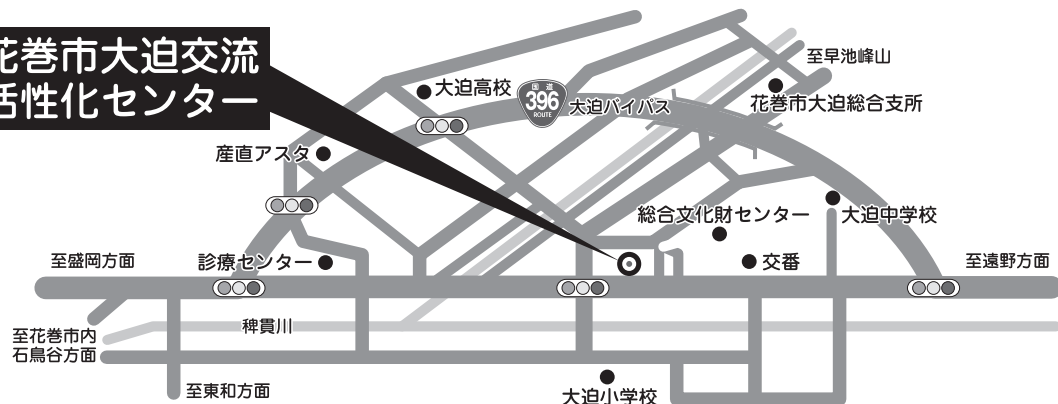 花巻市大迫交流
活性化センター
大迫高校
国道
396
ROUTE
大迫バイパス
至早池峰山
花巻市大迫総合支所
産直アスタ
総合文化財センター
大迫中学校
至盛岡方面
診療センター
交番
至遠野方面
稗貫川
至花巻市内
石鳥谷方面
至東和方面
大迫小学校